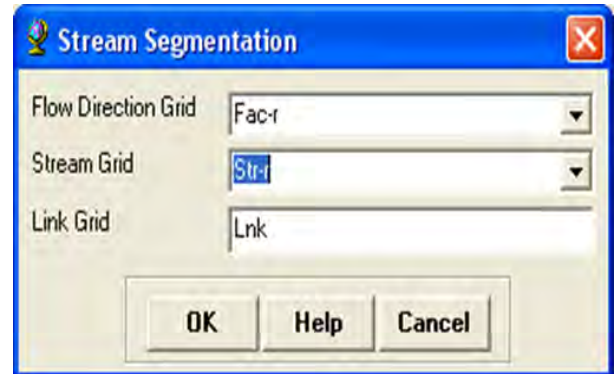 Stream Segmentation
Flow Direction Grid Fac-r
Stream Grid Str-r
Link Grid Lnk
OK Help Cancel